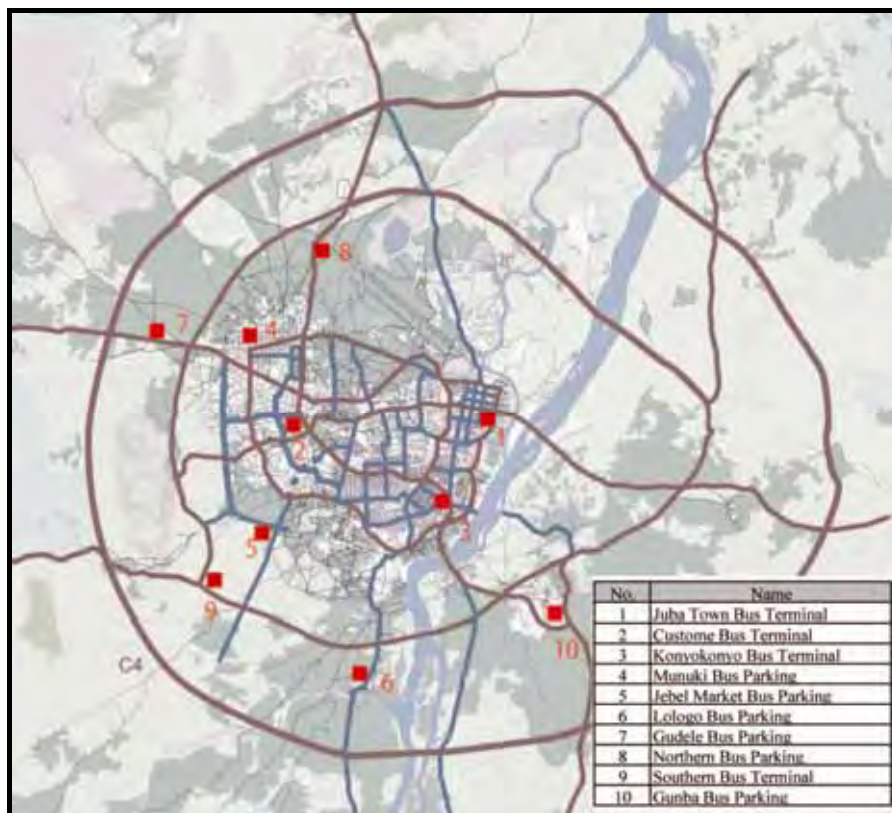 8
7
4
1
2
3
5
9
10
C4
6
No. Name
1 Juba Town Bus Terminal
2 Custome Bus Terminal
3 Konyokonyo Bus Terminal
4 Munuki Bus Parking
5 Jebel Market Bus Parking
6 Lologo Bus Parking
7 Gudele Bus Parking
8 Northern Bus Parking
9 Southern Bus Terminal
10 Gunba Bus Parking